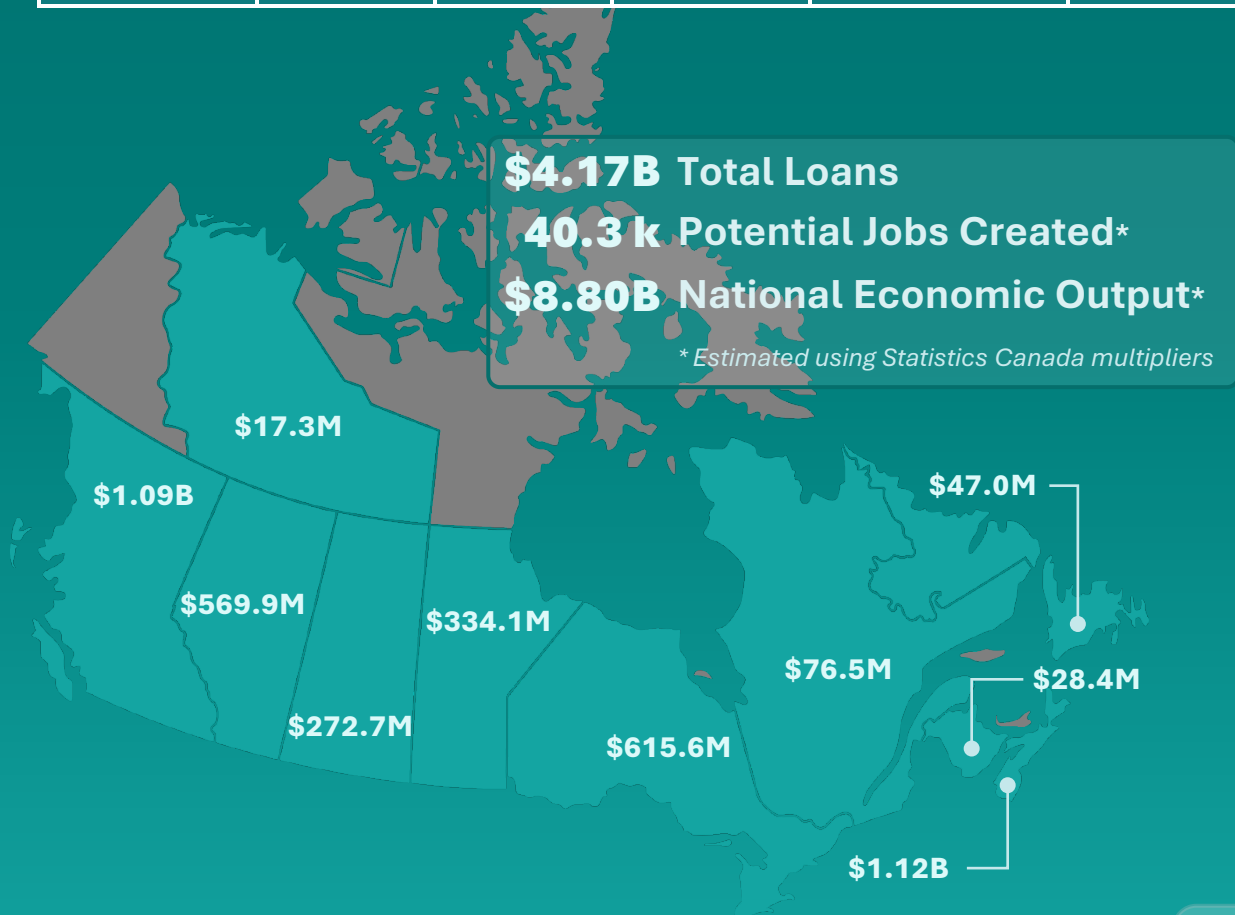 $4.17B Total Loans
40.3 k Potential Jobs Created*
$8.80B National Economic Output*
* Estimated using Statistics Canada multipliers
$17.3M
$47.0M
$1.09B
$569.9M
$334.1M
$76.5M
$28.4M
$272.7M
$615.6M
$1.12B